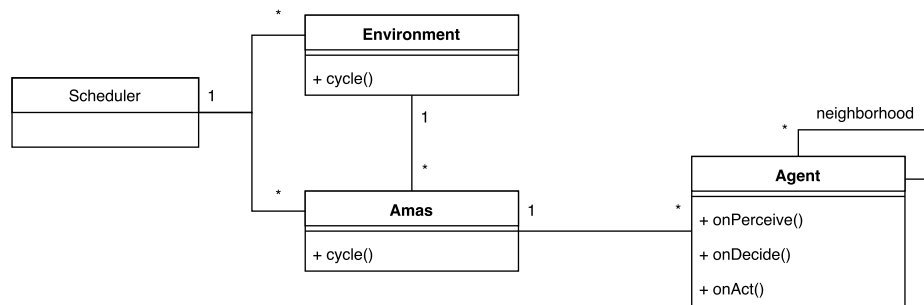 *
Environment
+ cycle()
Scheduler
1
1
*
*
Amas
+ cycle()
1
*
neighborhood
*
Agent
+ onPerceive()
+ onDecide()
+ onAct()